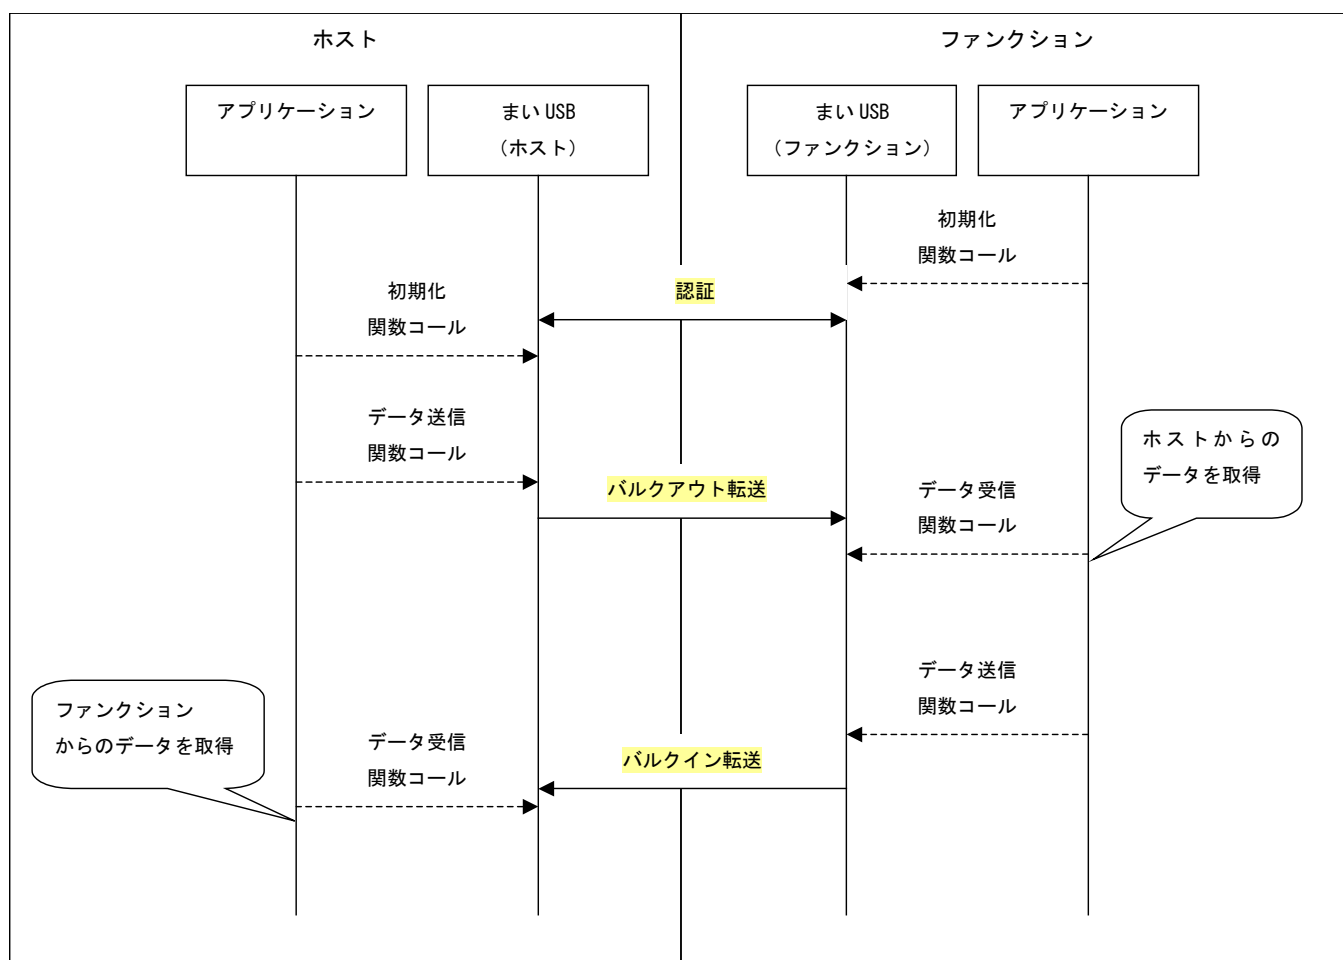 ホスト
ファンクション
アプリケーション
まい USB
（ホスト）
まい USB
（ファンクション）
アプリケーション
初期化
関数コール
認証
初期化
関数コール
データ送信
関数コール
ホストからの
データを取得
バルクアウト転送
データ受信
関数コール
データ送信
関数コール
ファンクション
からのデータを取得
データ受信
関数コール
バルクイン転送